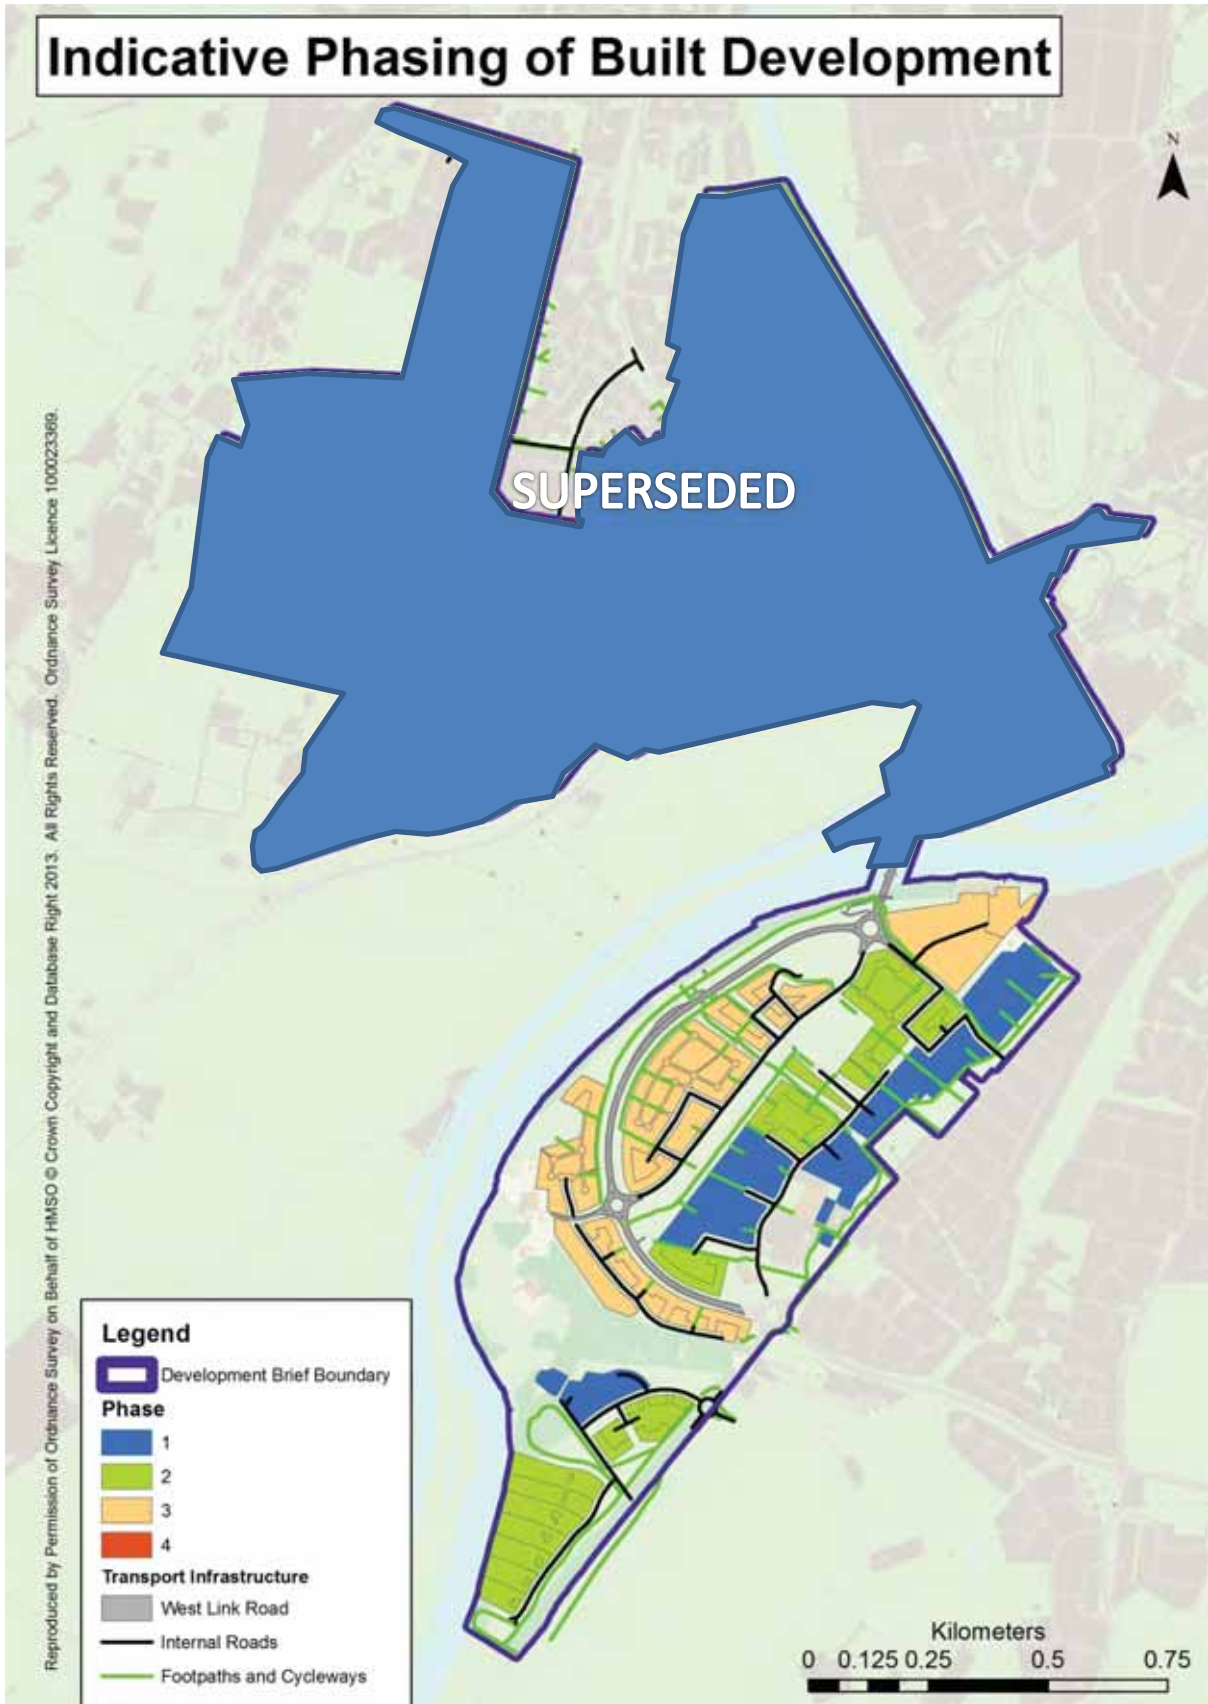 Indicative Phasing of Built Development
N
SUPERSEDED
Reproduced by Permission of Ordnance Survey on Behalf of HMSO © Crown Copyright and Database Right 2013. All Rights Reserved. Ordnance Survey Licence 100023369.
Legend
Development Brief Boundary
Phase
1
2
3
4
Transport Infrastructure
West Link Road
Internal Roads
Footpaths and Cycleways
Kilometers
0 0.125 0.25 0.5 0.75